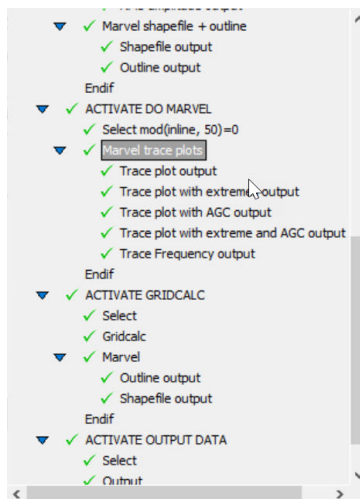 Marvel shapefile + outline
Shapefile output
Outline output
Endif
ACTIVATE DO MARVEL
Select mod(inline, 50)=0
Marvel trace plots
Trace plot output
Trace plot with extreme output
Trace plot with AGC output
Trace plot with extreme and AGC output
Trace Frequency output
Endif
ACTIVATE GRIDCALC
Select
Gridcalc
Marvel
Outline output
Shapefile output
Endif
ACTIVATE OUTPUT DATA
Select
Output